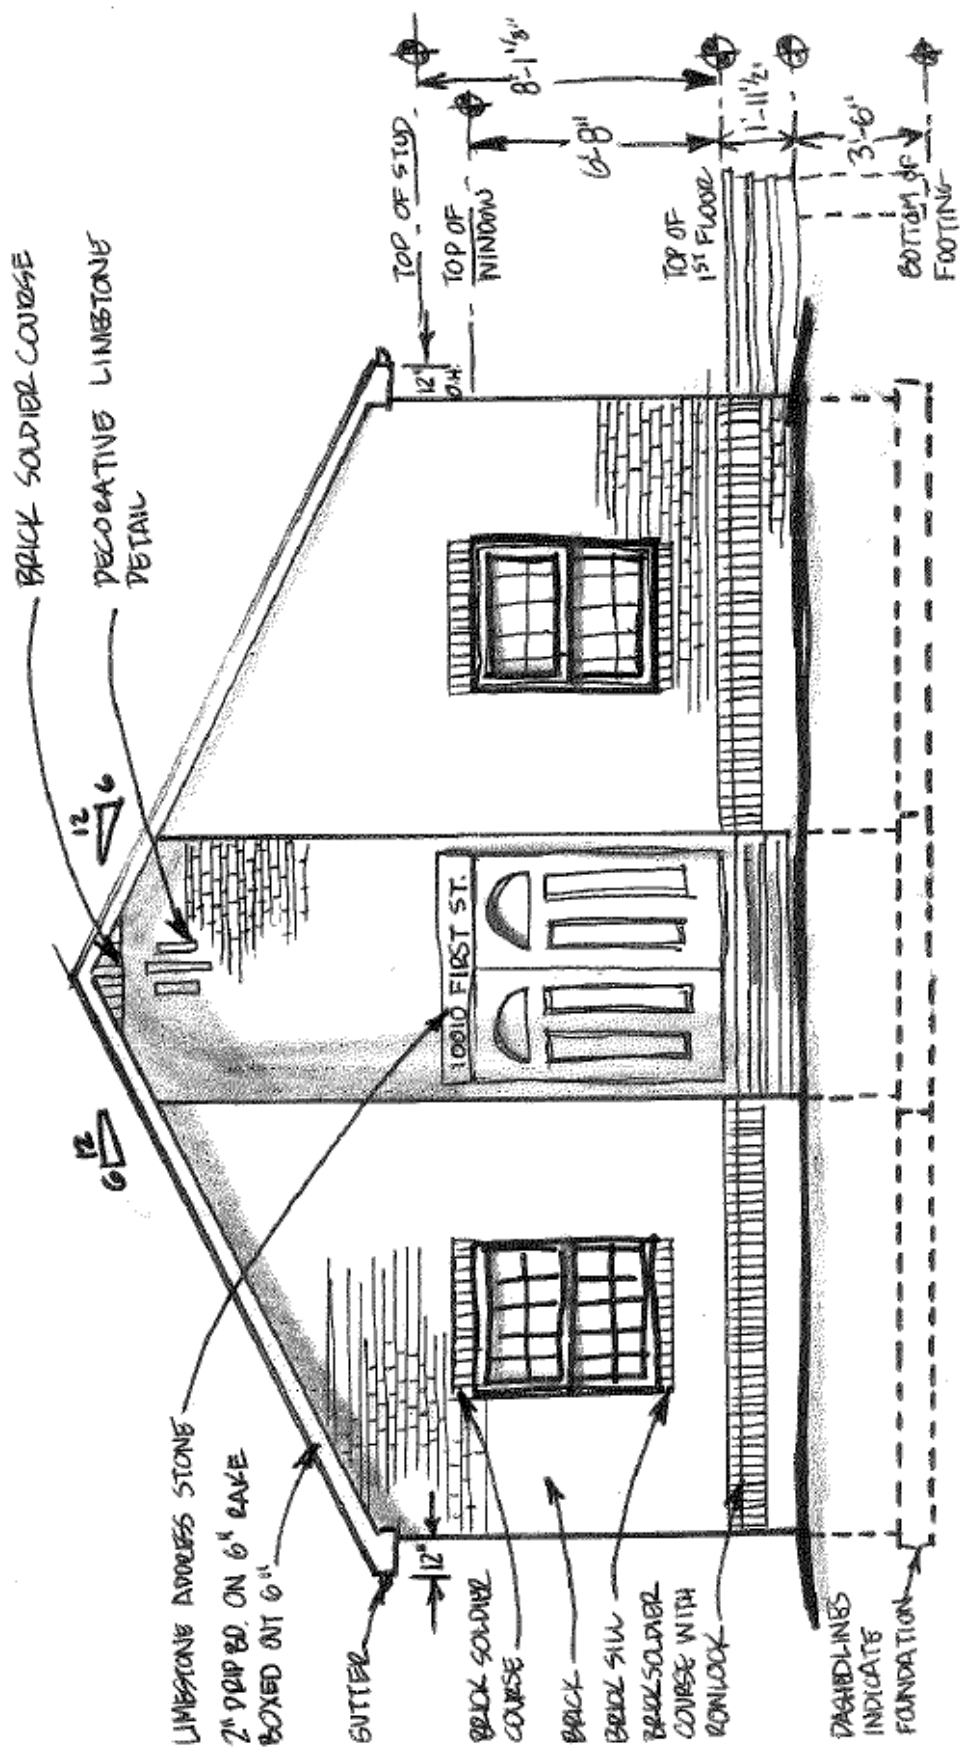 BRICK SOLDIER COURSE
DECORATIVE LIMESTONE
DETAIL
12
6
12
6
LIMESTONE ADDRESS STONE
2" DRIP BD. ON 6" RAKE
BOXED OUT 6"
GUTTER
12"
BRICK SOLDIER
COURSE
BRICK
BRICK SILL
BRICK SOLDIER
COURSE WITH
ROWLOCK
DASHED LINES
INDICATE
FOUNDATION
10010 FIRST ST.
12"
O.H.
TOP OF STUD
TOP OF
WINDOW
TOP OF
1ST FLOOR
BOTTOM OF
FOOTING
8'-1 1/8"
6'-8"
1'-11 1/2"
3'-6"